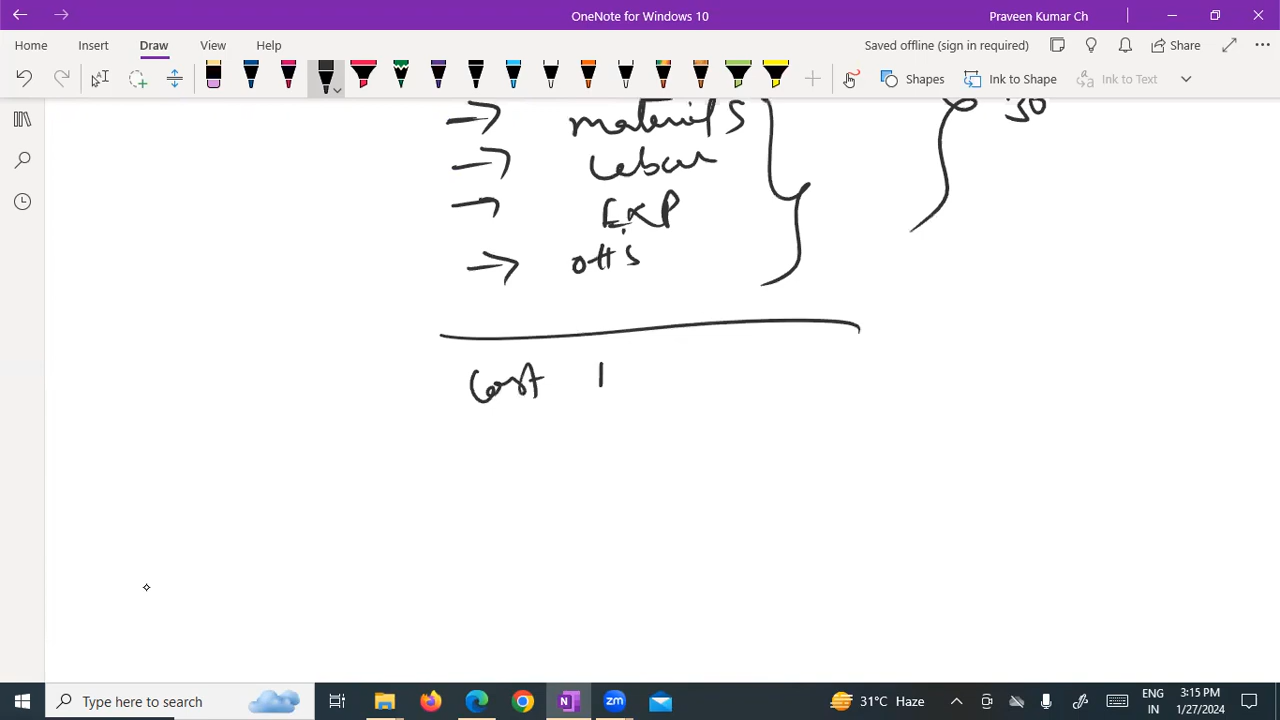 OneNote for Windows 10
Praveen Kumar Ch
Home Insert Draw View Help
Saved offline (sign in required)
Share
Shapes
Ink to Shape
Ink to Text
→ materials
30
→ Labour
→ EXP
→ OHS
Cost
Type here to search
31°C Haze
ENG
IN
3:15 PM
1/27/2024